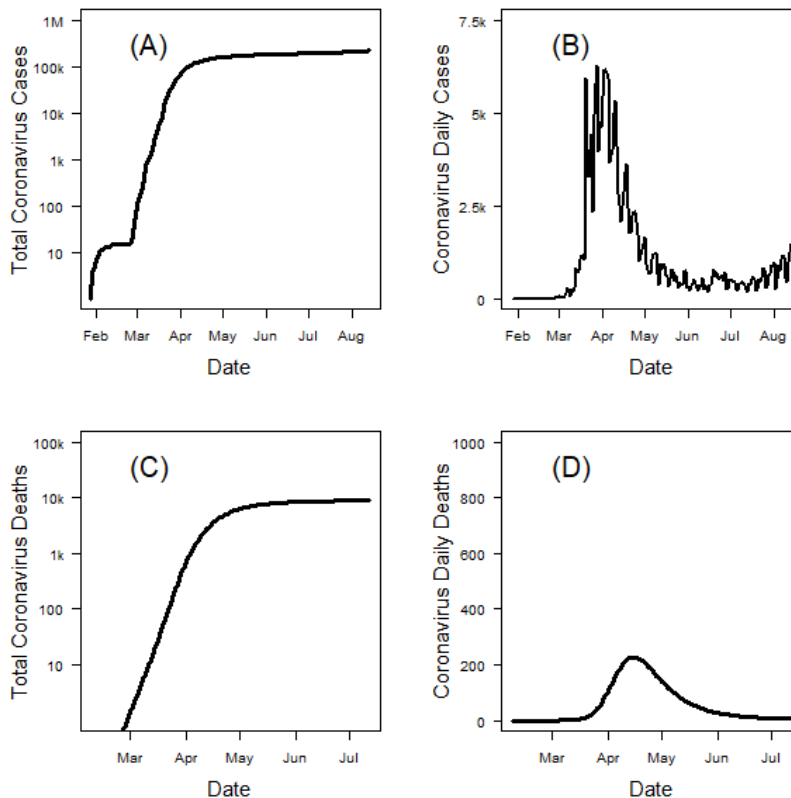 (A)
Total Coronavirus Cases
1M
100k
10k
1k
100
10
Feb Mar Apr May Jun Jul Aug
Date
(B)
Coronavirus Daily Cases
7.5k
5k
2.5k
0
Feb Mar Apr May Jun Jul Aug
Date
(C)
Total Coronavirus Deaths
100k
10k
1k
100
10
Mar Apr May Jun Jul
Date
(D)
Coronavirus Daily Deaths
1000
800
600
400
200
0
Mar Apr May Jun Jul
Date